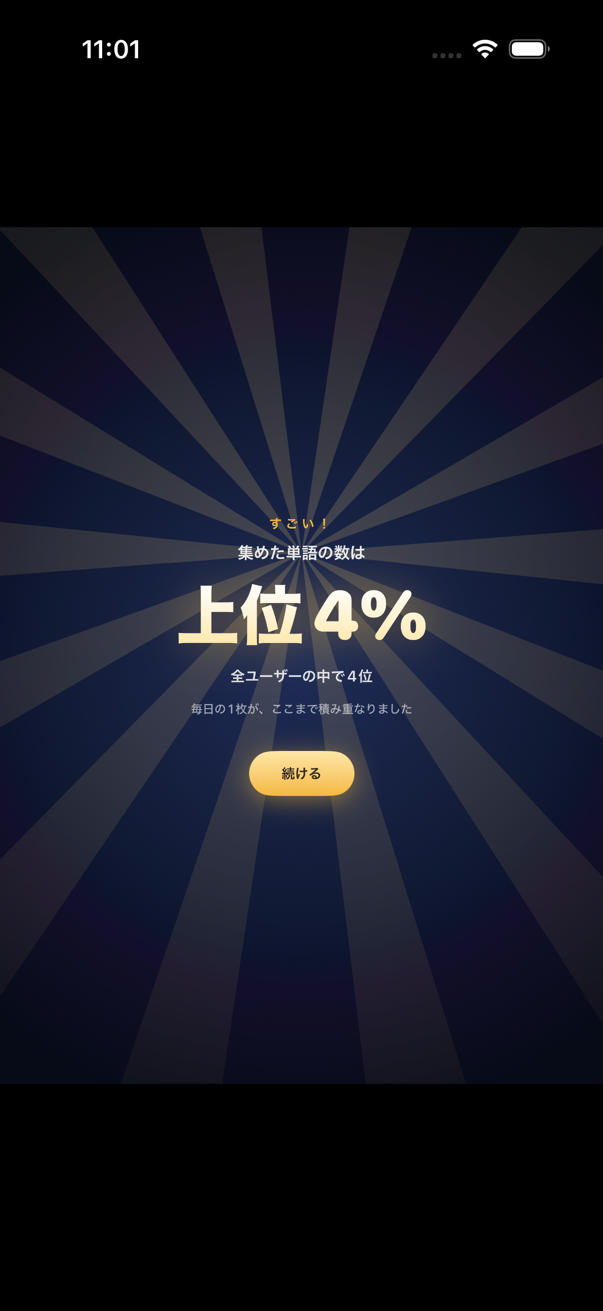 11:01
すごい！
集めた単語の数は
上位 4%
全ユーザーの中で4位
毎日の1枚が、ここまで積み重なりました
続ける